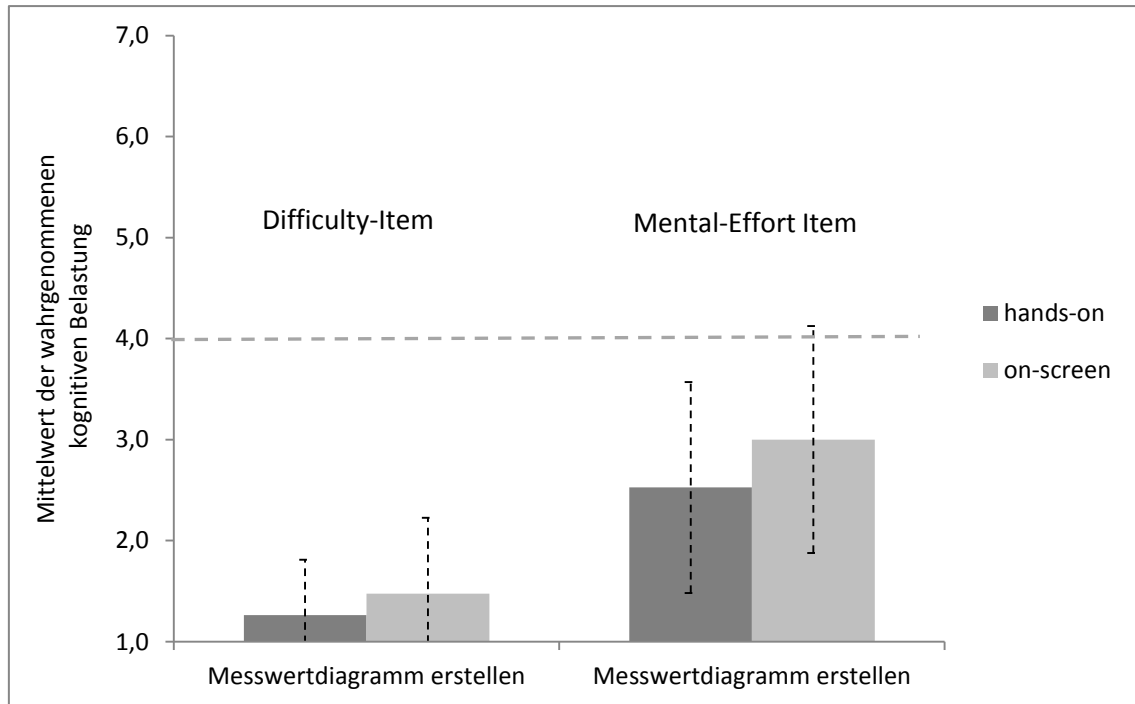 Mittelwert der wahrgenommenen
kognitiven Belastung
7,0
6,0
5,0
4,0
3,0
2,0
1,0
Difficulty-Item
Mental-Effort Item
Messwertdiagramm erstellen
Messwertdiagramm erstellen
hands-on
on-screen